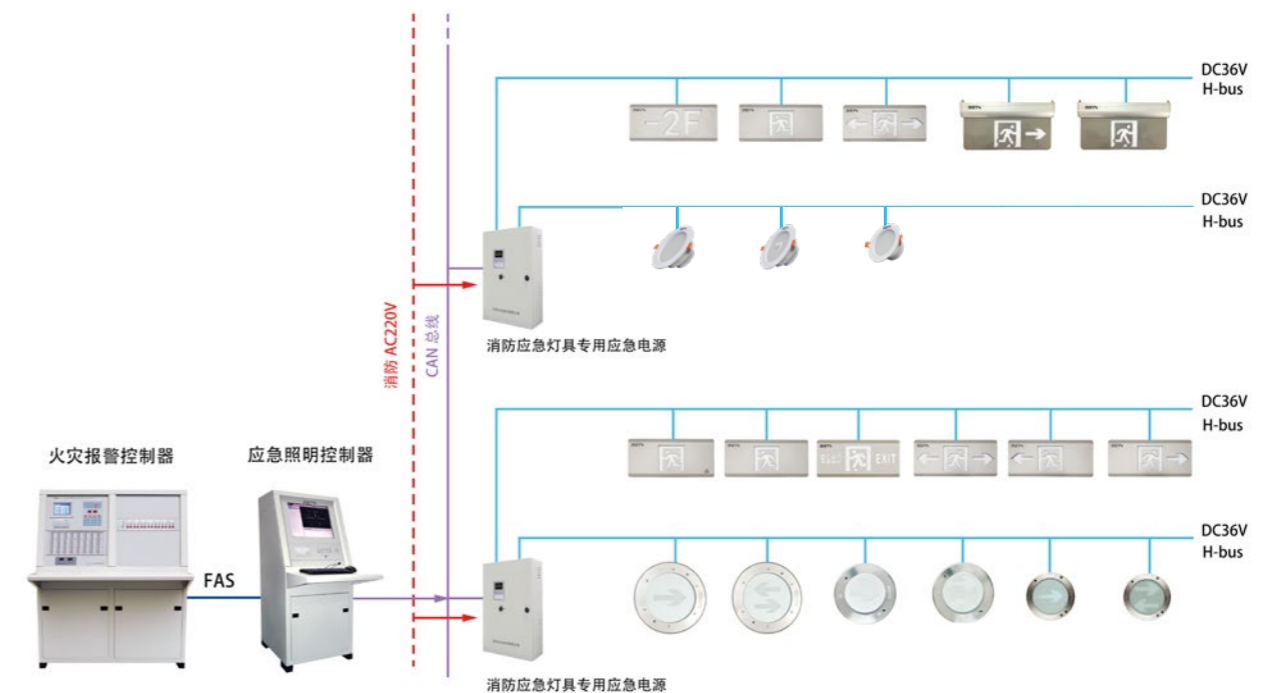 DC36V
H-bus
-2F
DC36V
H-bus
消防 AC220V
CAN 总线
消防应急灯具专用应急电源
DC36V
H-bus
EXIT
火灾报警控制器
应急照明控制器
DC36V
H-bus
FAS
消防应急灯具专用应急电源